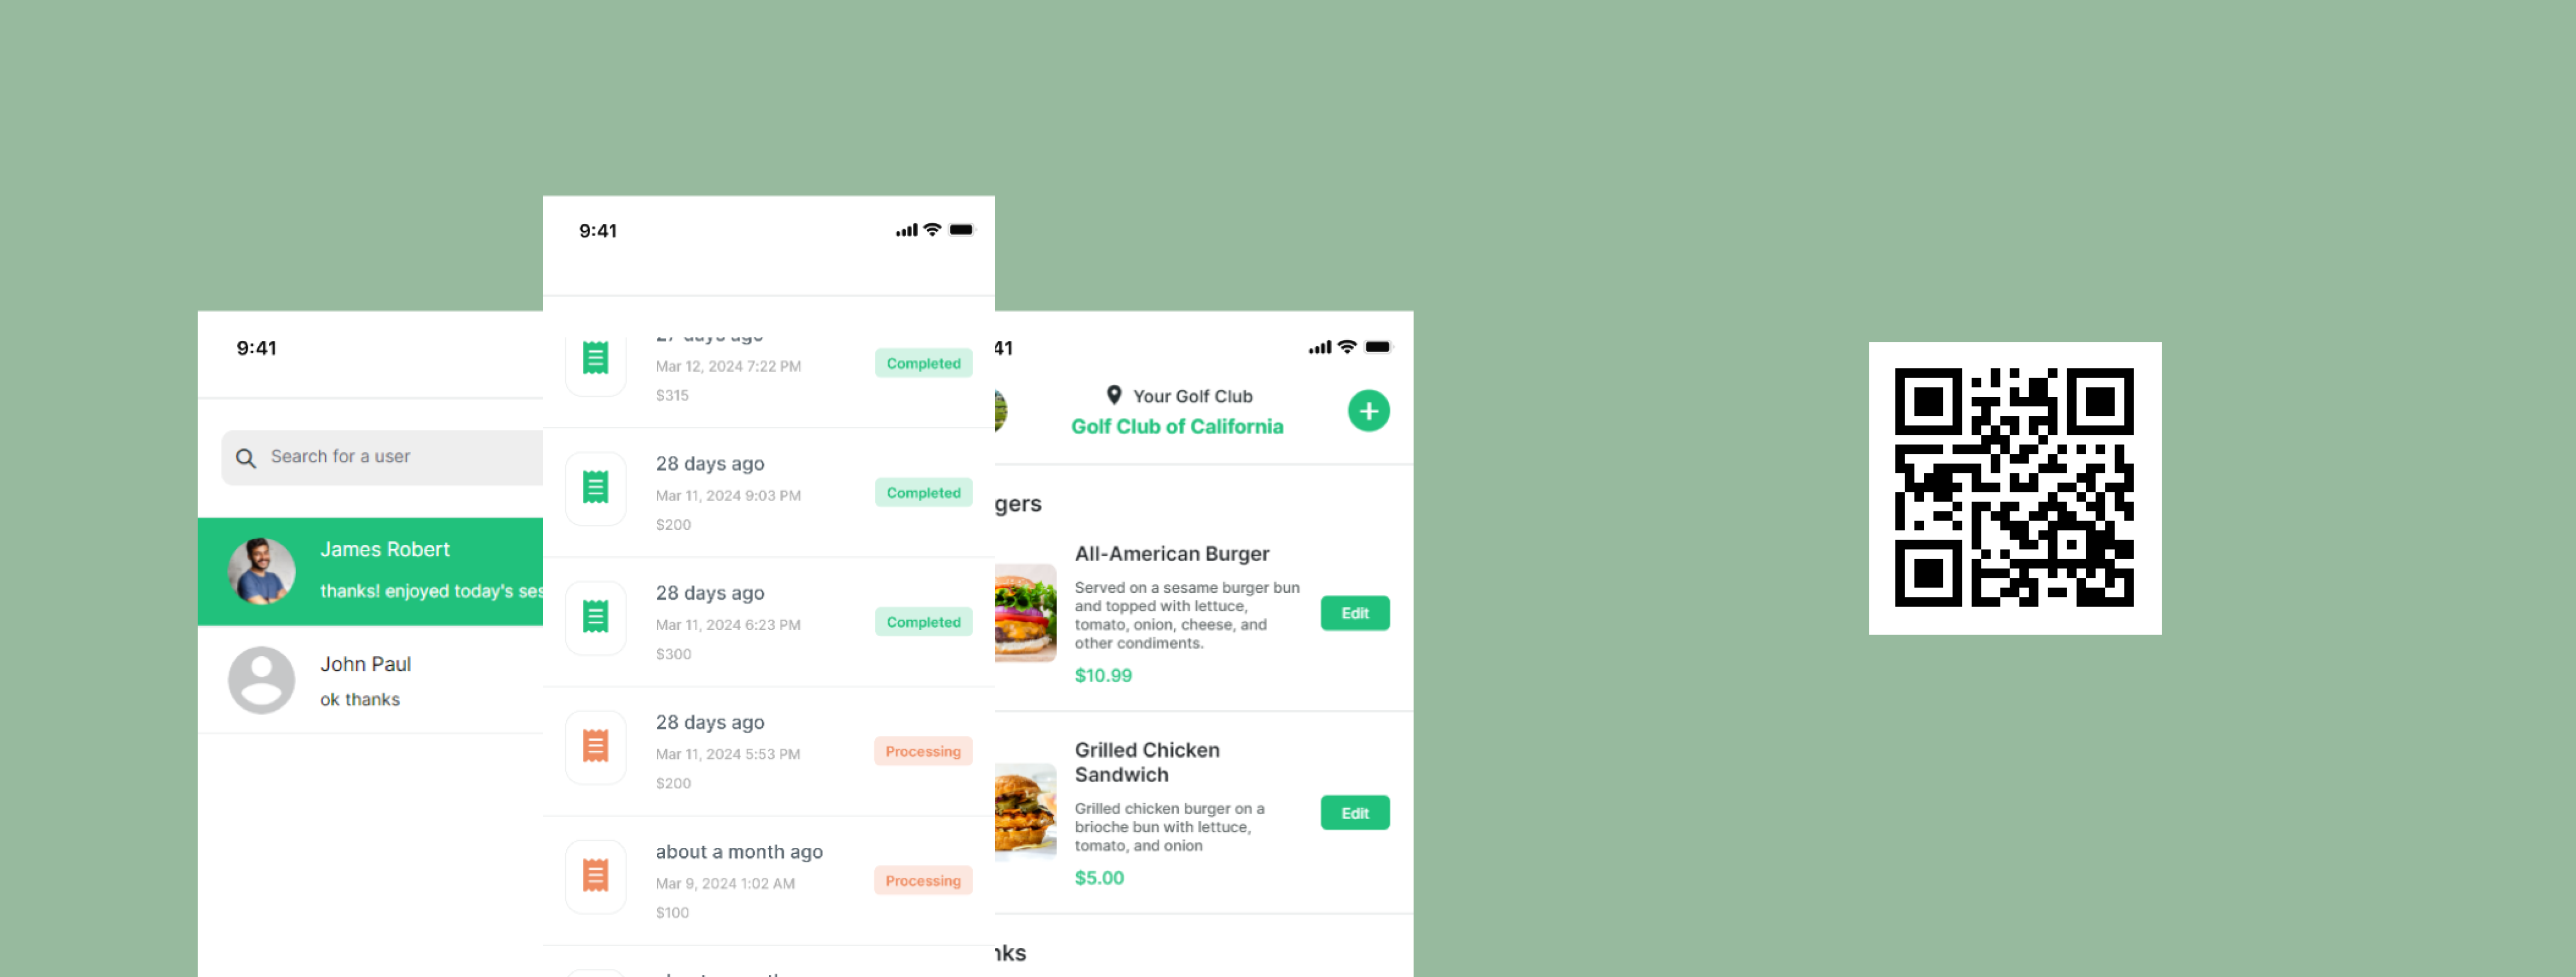 9:41
Search for a user
James Robert
thanks! enjoyed today's ses
John Paul
ok thanks
9:41
Mar 12, 2024 7:22 PM
$315
Completed
28 days ago
Mar 11, 2024 9:03 PM
$200
Completed
28 days ago
Mar 11, 2024 6:23 PM
$300
Completed
28 days ago
Mar 11, 2024 5:53 PM
$200
Processing
about a month ago
Mar 9, 2024 1:02 AM
$100
Processing
41
Your Golf Club
Golf Club of California
gers
All-American Burger
Served on a sesame burger bun
and topped with lettuce,
tomato, onion, cheese, and
other condiments.
$10.99
Edit
Grilled Chicken
Sandwich
Grilled chicken burger on a
brioche bun with lettuce,
tomato, and onion
$5.00
Edit
nks